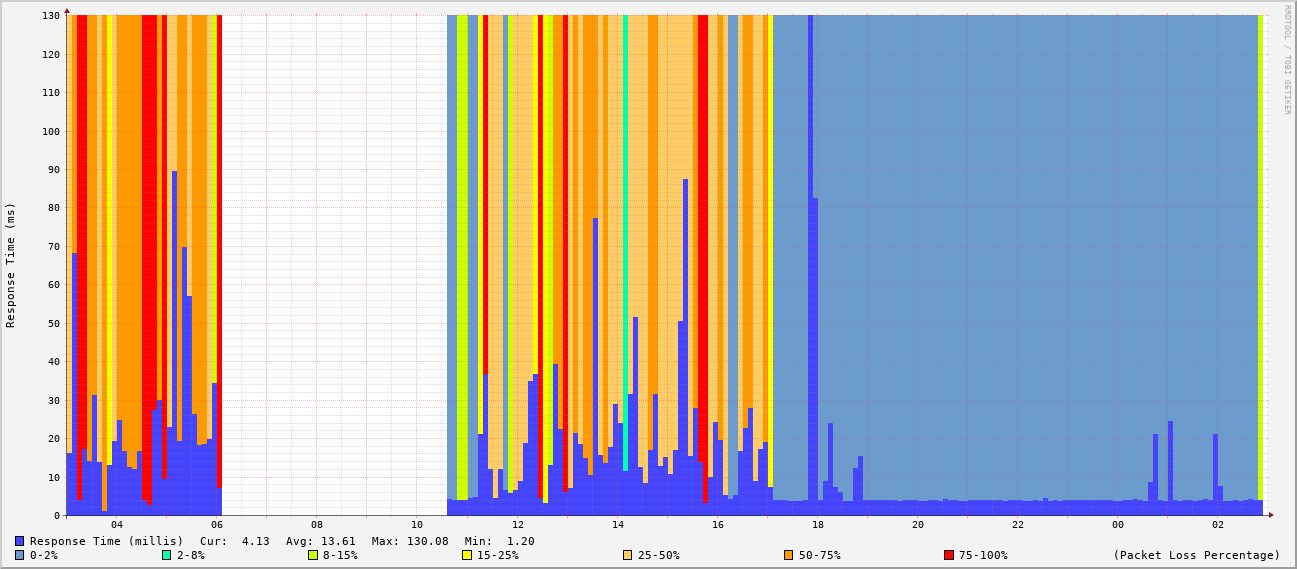 RRDTOOL / TOBI OETIKER
Response Time (ms)
130
120
110
100
90
80
70
60
50
40
30
20
10
0
04 06 08 10 12 14 16 18 20 22 00 02
Response Time (millis) Cur: 4.13 Avg: 13.61 Max: 130.08 Min: 1.20
0-2% 2-8% 8-15% 15-25% 25-50% 50-75% 75-100% (Packet Loss Percentage)